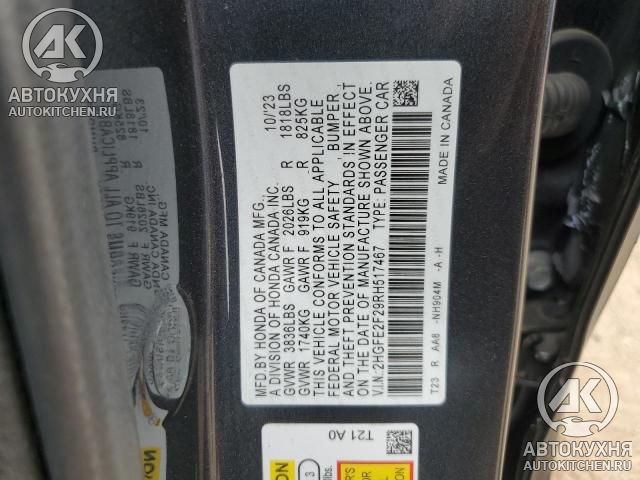 MFD.BY HONDA OF CANADA MFG., 10/'23
A DIVISION OF HONDA CANADA INC.
GVWR 3836LBS GAWR F 2026LBS R 1818LBS
GVWR 1740KG GAWR F 919KG R 825KG
THIS VEHICLE CONFORMS TO ALL APPLICABLE
FEDERAL MOTOR VEHICLE SAFETY, BUMPER,
AND THEFT PREVENTION STANDARDS IN EFFECT
ON THE DATE OF MANUFACTURE SHOWN ABOVE.
V.I.N: 2HGFE2F29RH517467 TYPE: PASSENGER CAR
T23 R AA8 -NH904M -A -H MADE IN CANADA
T21 A0
АВТОКУХНЯ
AUTOKITCHEN.RU
АВТОКУХНЯ
AUTOKITCHEN.RU